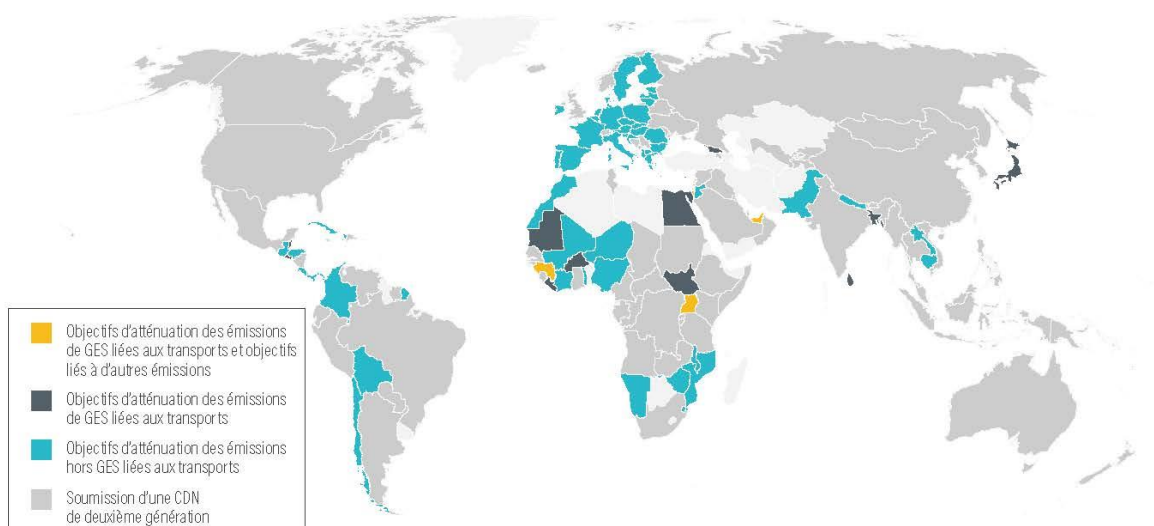 Objectifs d'atténuation des émissions
de GES liées aux transports et objectifs
liés à d'autres émissions
Objectifs d'atténuation des émissions
de GES liées aux transports
Objectifs d'atténuation des émissions
hors GES liées aux transports
Soumission d'une CDN
de deuxième génération